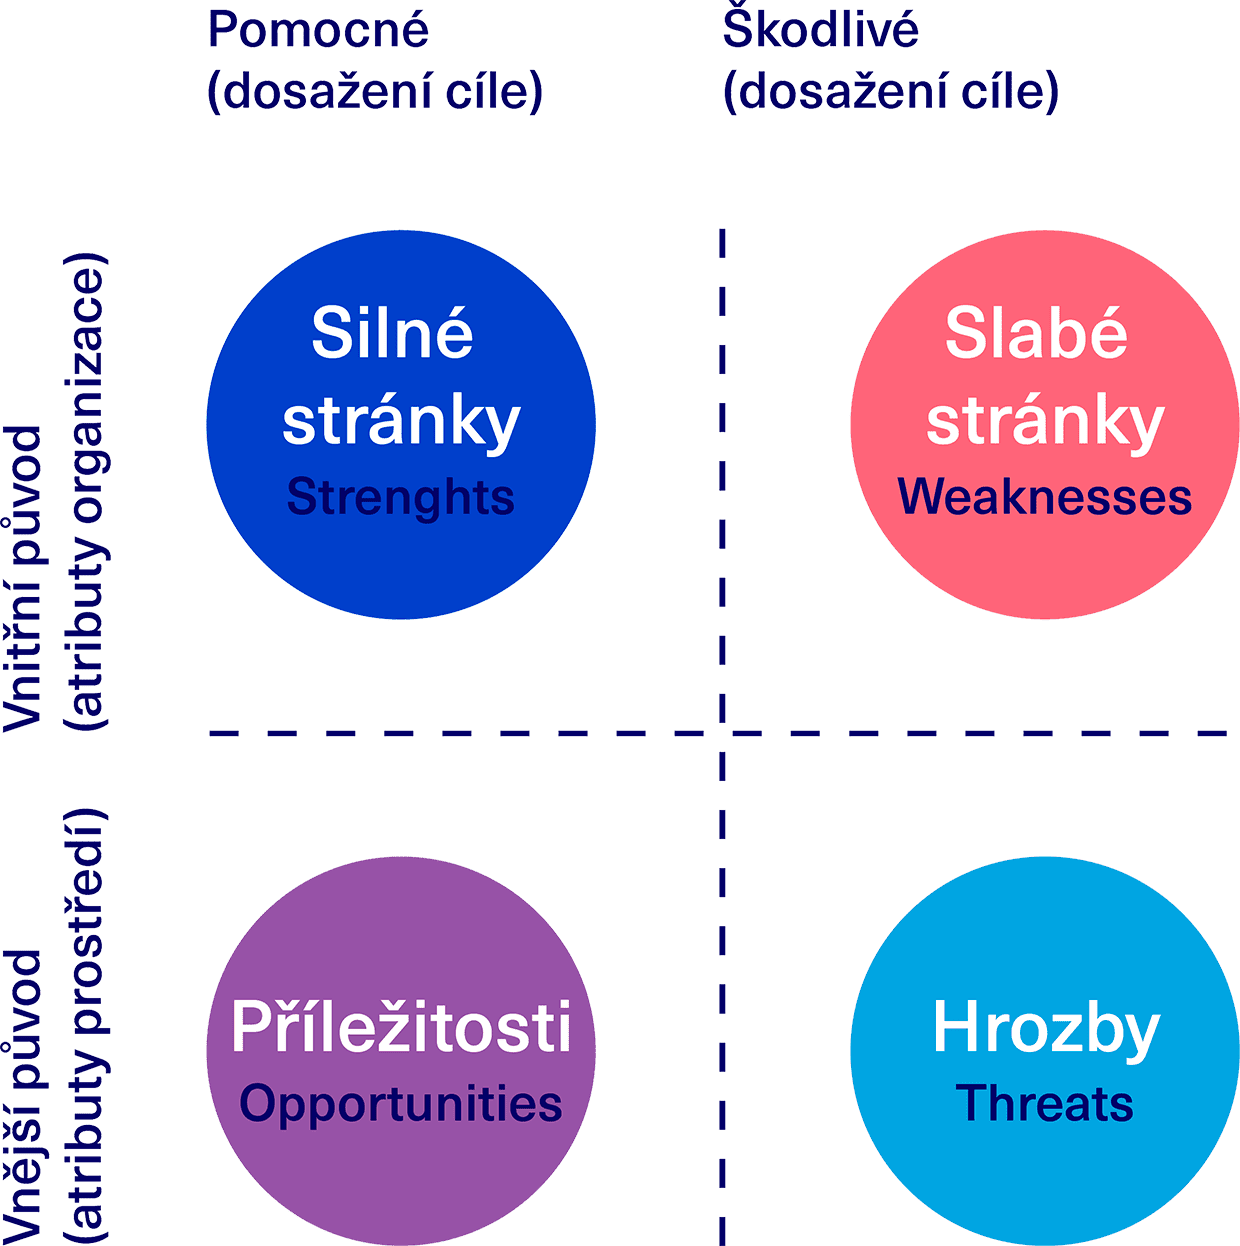 Pomocné
(dosažení cíle)
Škodlivé
(dosažení cíle)
Vnitřní původ
(atributy organizace)
Silné
stránky
Strenghts
Slabé
stránky
Weaknesses
Vnější původ
(atributy prostředí)
Příležitosti
Opportunities
Hrozby
Threats